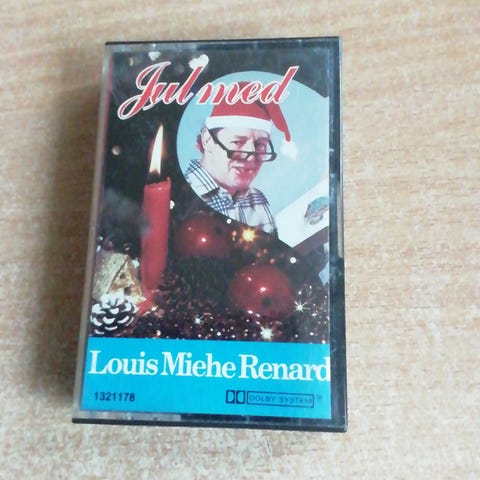 Jul med
Louis Miehe Renard
1321178
DOLBY SYSTEM®